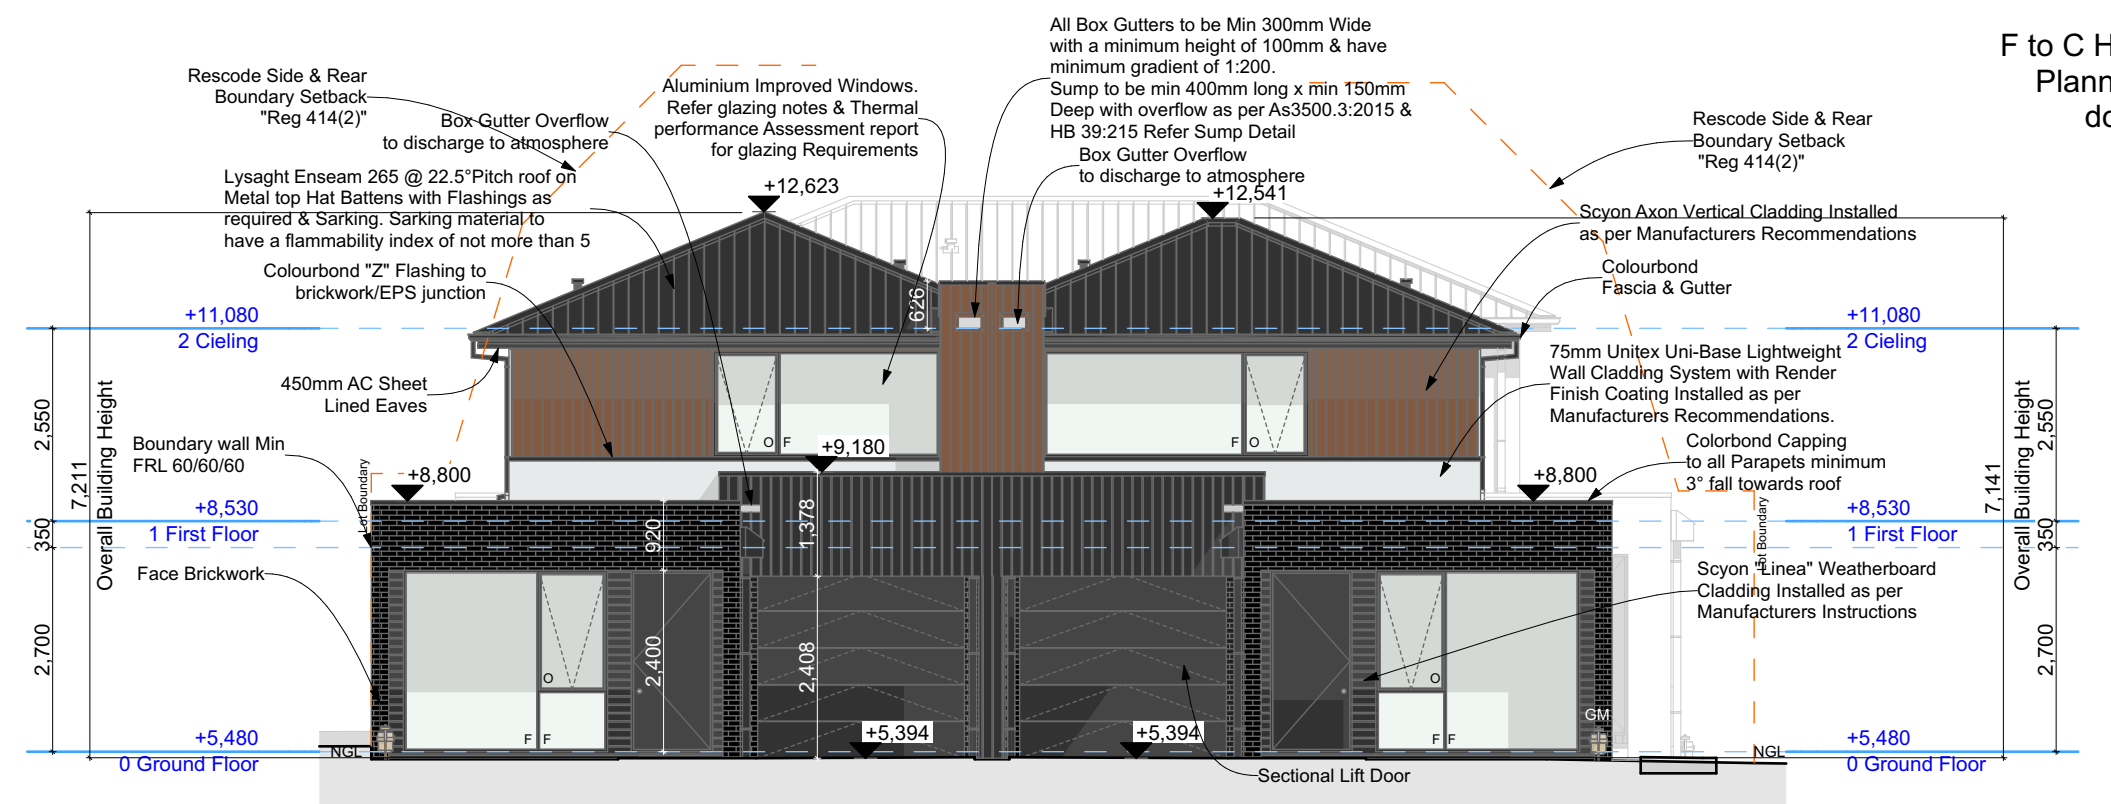 All Box Gutters to be Min 300mm Wide
with a minimum height of 100mm & have
minimum gradient of 1:200.
Sump to be min 400mm long x min 150mm
Deep with overflow as per As3500.3:2015 &
HB 39:215 Refer Sump Detail
F to C H
Plann
do
Rescode Side & Rear
Boundary Setback
"Reg 414(2)"
Aluminium Improved Windows.
Refer glazing notes & Thermal
performance Assessment report
for glazing Requirements
Box Gutter Overflow
to discharge to atmosphere
Box Gutter Overflow
to discharge to atmosphere
Rescode Side & Rear
Boundary Setback
"Reg 414(2)"
Lysaght Enseam 265 @ 22.5°Pitch roof on
Metal top Hat Battens with Flashings as
required & Sarking. Sarking material to
have a flammability index of not more than 5
+12,623
+12,541
Scyon Axon Vertical Cladding Installed
as per Manufacturers Recommendations
Colourbond "Z" Flashing to
brickwork/EPS junction
Colourbond
Fascia & Gutter
626
+11,080
2 Cieling
+11,080
2 Cieling
450mm AC Sheet
Lined Eaves
75mm Unitex Uni-Base Lightweight
Wall Cladding System with Render
Finish Coating Installed as per
Manufacturers Recommendations.
2,550
7,211
Overall Building Height
2,550
7,141
Overall Building Height
Boundary wall Min
FRL 60/60/60
O F
F O
+9,180
Colorbond Capping
to all Parapets minimum
3° fall towards roof
+8,800
+8,800
Lot Boundary
Lot Boundary
+8,530
1 First Floor
+8,530
1 First Floor
350
350
920
1,378
Face Brickwork
Scyon "Linea" Weatherboard
Cladding Installed as per
Manufacturers Instructions
2,700
2,400
2,408
2,700
O
O
F F
F F
GM
+5,394
+5,394
+5,480
0 Ground Floor
+5,480
0 Ground Floor
NGL
NGL
Sectional Lift Door